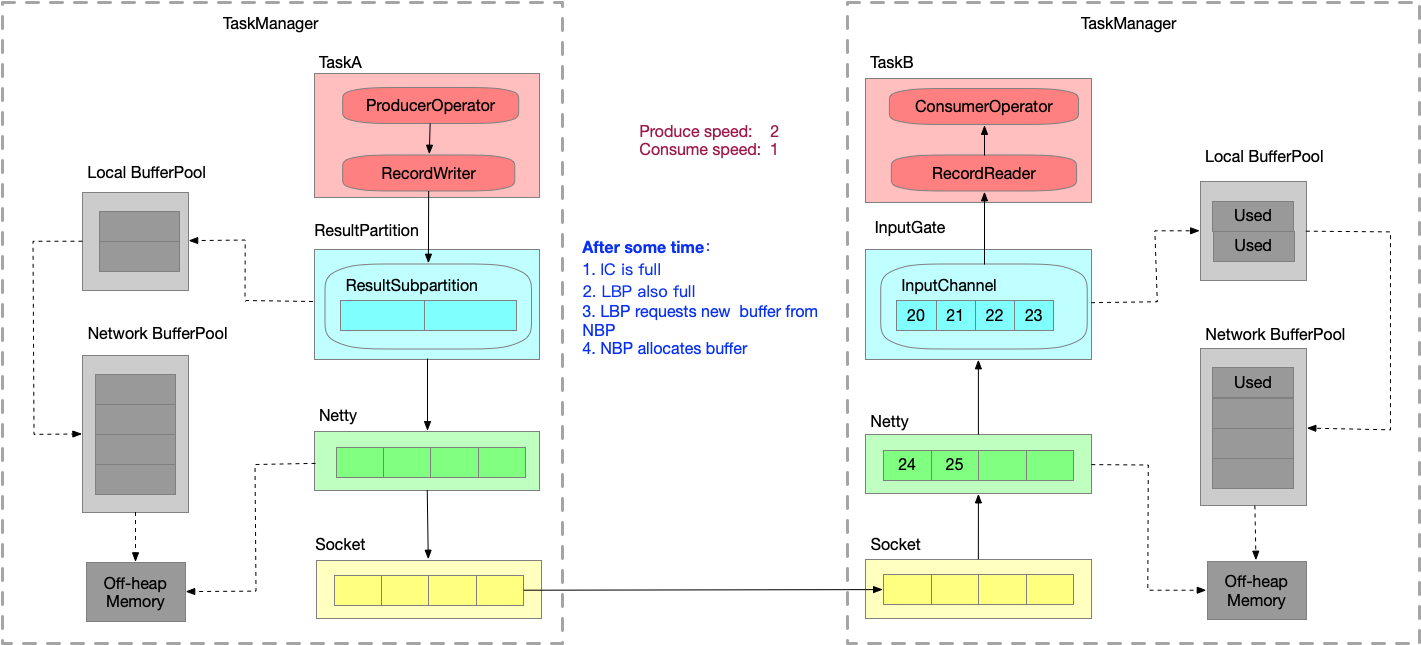 TaskManager
TaskA
ProducerOperator
RecordWriter
Local BufferPool
ResultPartition
ResultSubpartition
Network BufferPool
Netty
Socket
Off-heap
Memory
Produce speed: 2
Consume speed: 1
After some time：
1. IC is full
2. LBP also full
3. LBP requests new buffer from
NBP
4. NBP allocates buffer
TaskManager
TaskB
ConsumerOperator
RecordReader
Local BufferPool
Used
Used
InputGate
InputChannel
20 21 22 23
Network BufferPool
Used
Netty
24 25
Socket
Off-heap
Memory